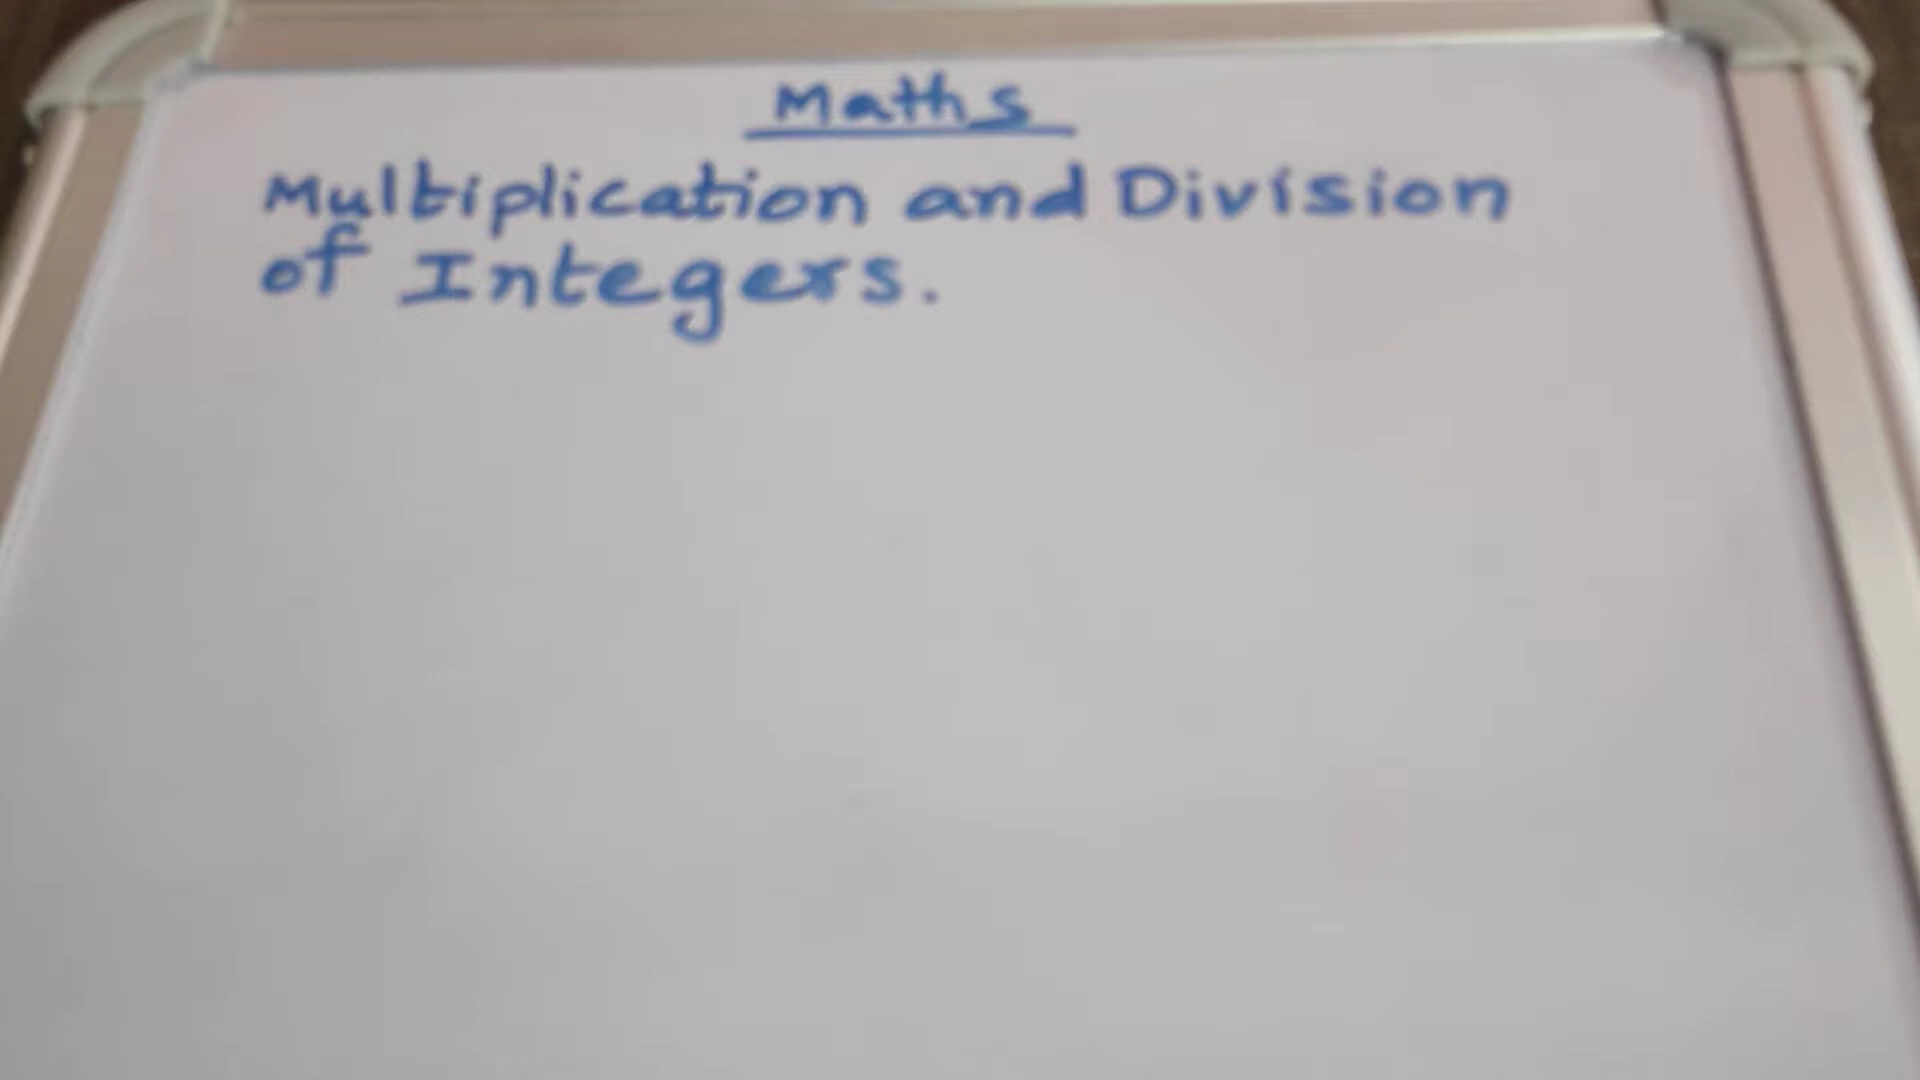 Maths
Multiplication and Division
of Integers.